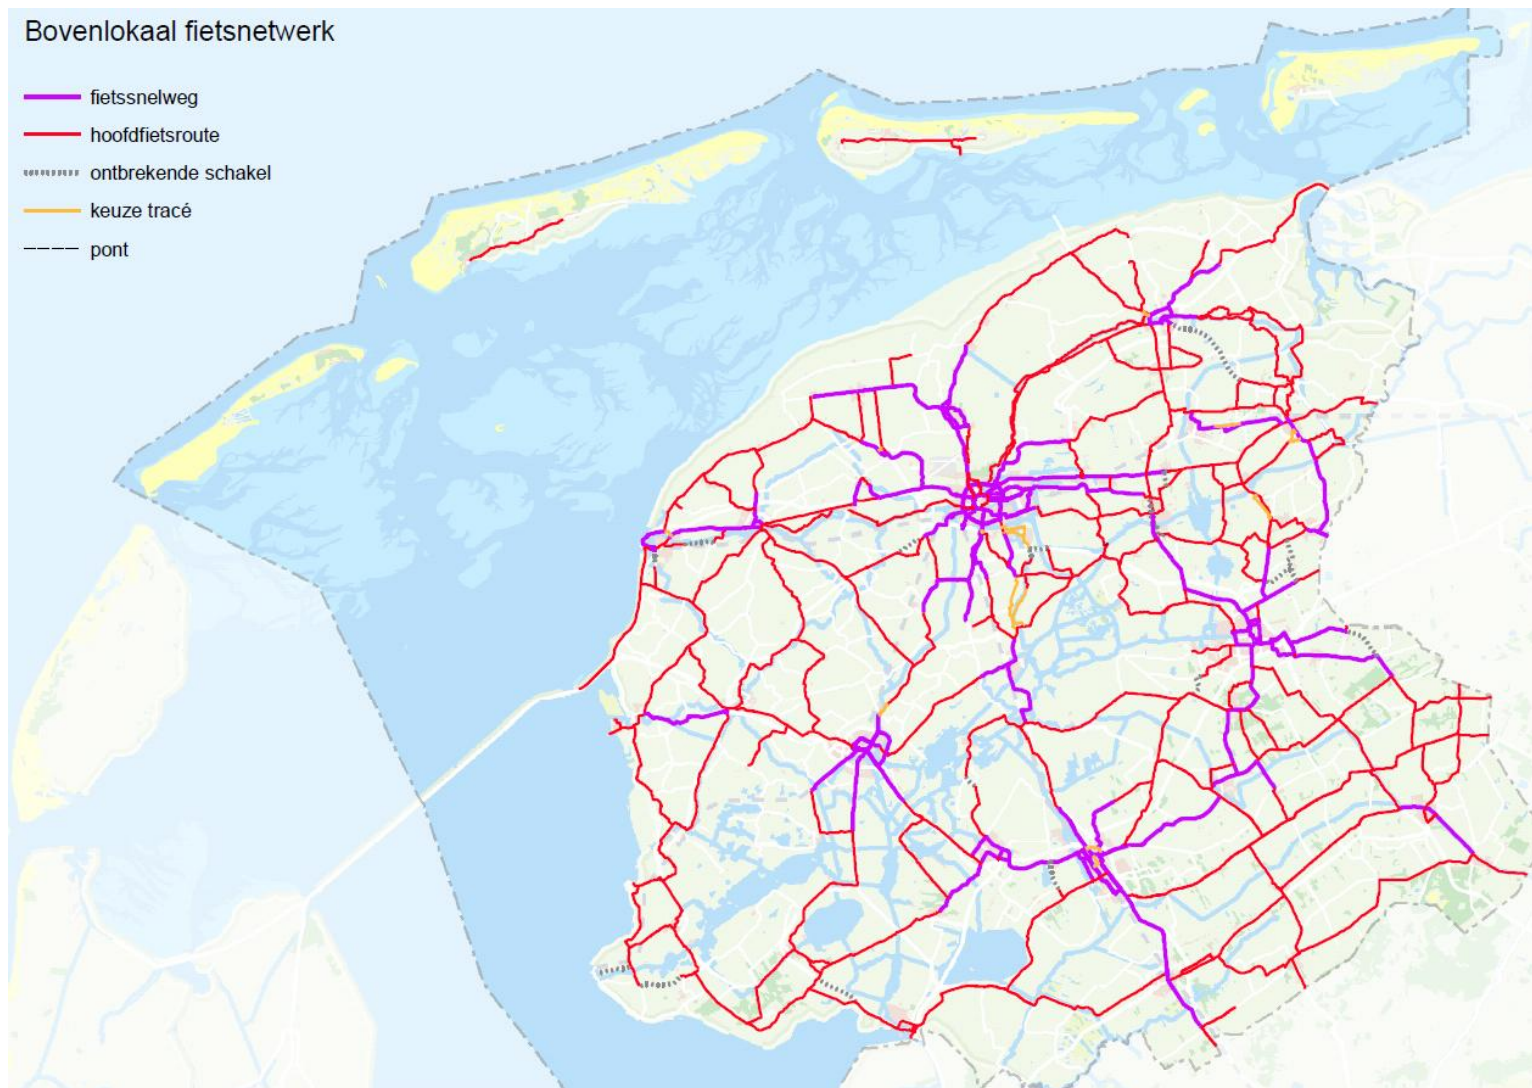 Bovenlokaal fietsnetwerk
fietssnelweg
hoofdfietsroute
ontbrekende schakel
keuze tracé
pont